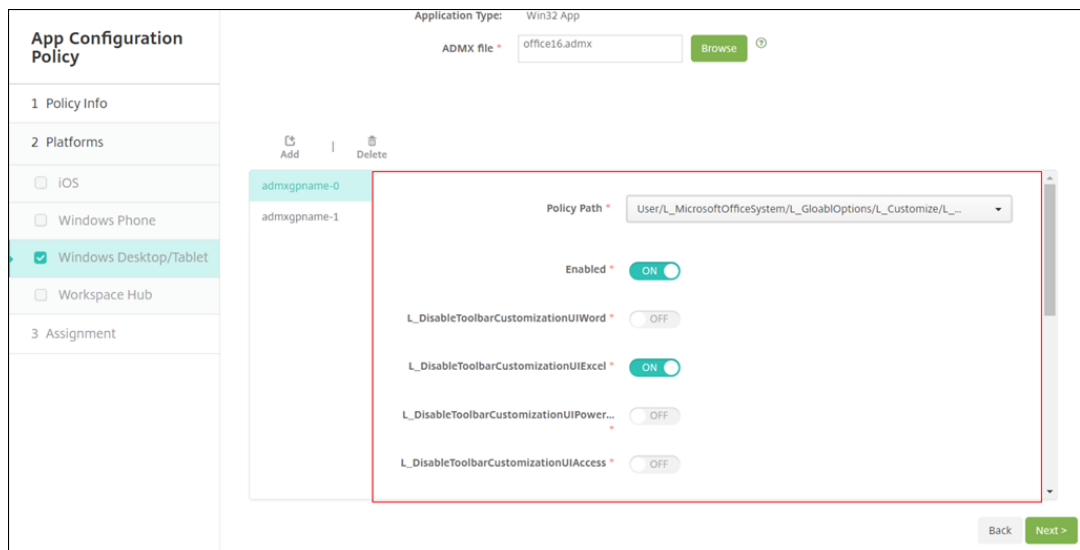 App Configuration
Policy
1 Policy Info
2 Platforms
iOS
Windows Phone
Windows Desktop/Tablet
Workspace Hub
3 Assignment
Application Type: Win32 App
ADMX file * office16.admx Browse ?
Add | Delete
admxgpname-0
admxgpname-1
Policy Path * User/L_MicrosoftOfficeSystem/L_GloablOptions/L_Customize/L_...
Enabled * ON
L_DisableToolbarCustomizationUIWord * OFF
L_DisableToolbarCustomizationUIExcel * ON
L_DisableToolbarCustomizationUIPower... * OFF
L_DisableToolbarCustomizationUIAccess * OFF
Back Next >